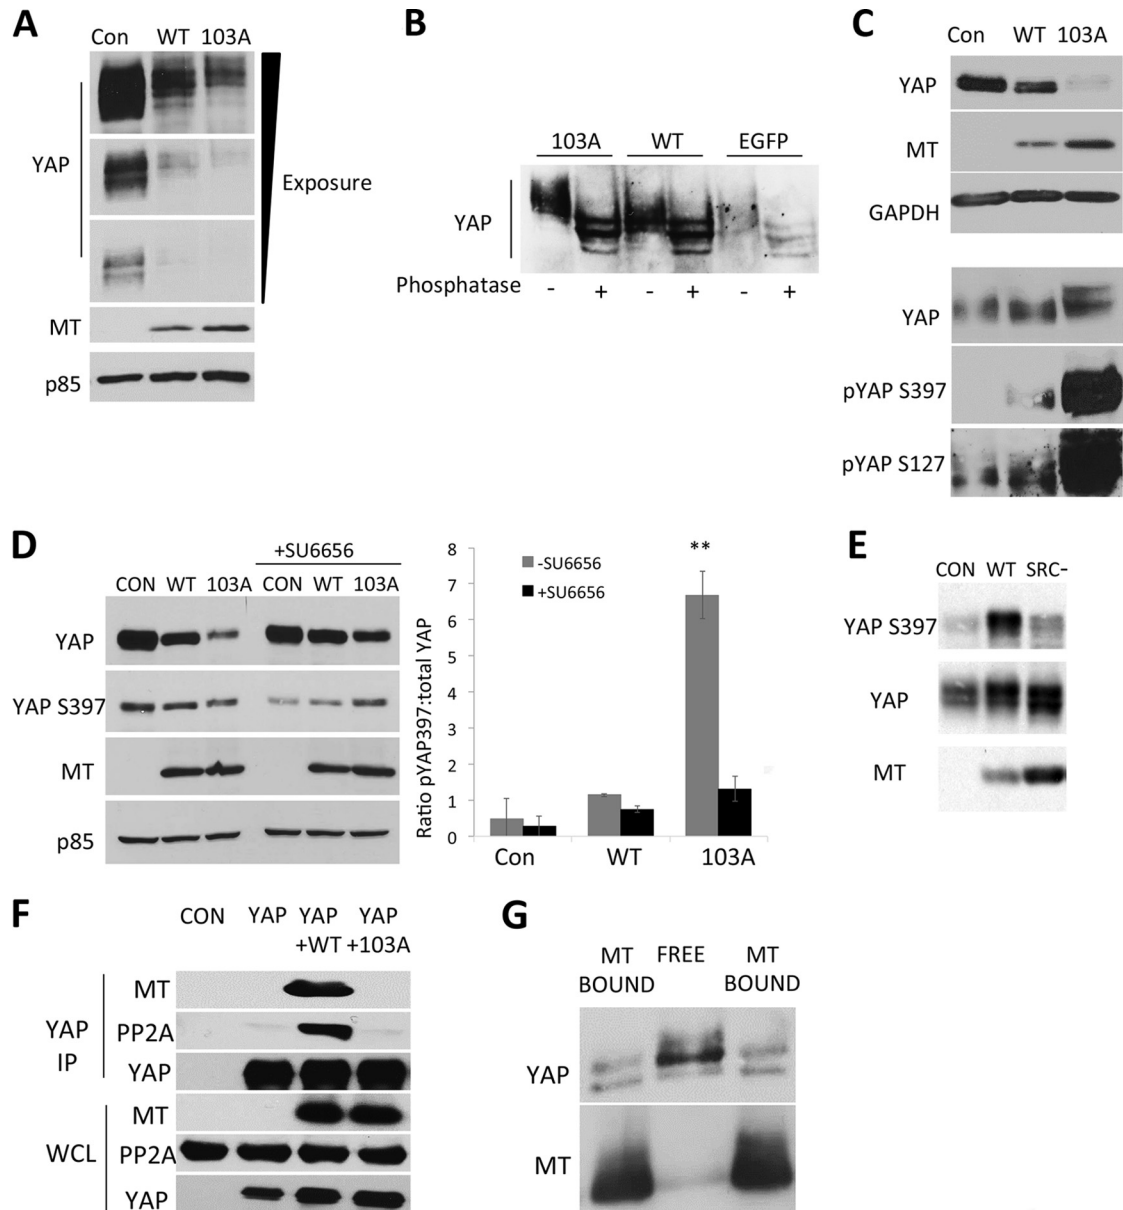 A
Con WT 103A
YAP
Exposure
MT
p85
B
103A WT EGFP
YAP
Phosphatase - + - + - +
C
Con WT 103A
YAP
MT
GAPDH
YAP
pYAP S397
pYAP S127
D
+SU6656
CON WT 103A CON WT 103A
YAP
YAP S397
MT
p85
Ratio pYAP397:total YAP
8
7
6
5
4
3
2
1
0
-SU6656
+SU6656
**
Con WT 103A
E
CON WT SRC-
YAP S397
YAP
MT
F
CON YAP YAP YAP
+WT +103A
YAP
IP
MT
PP2A
YAP
WCL
MT
PP2A
YAP
G
MT FREE MT
BOUND BOUND
YAP
MT